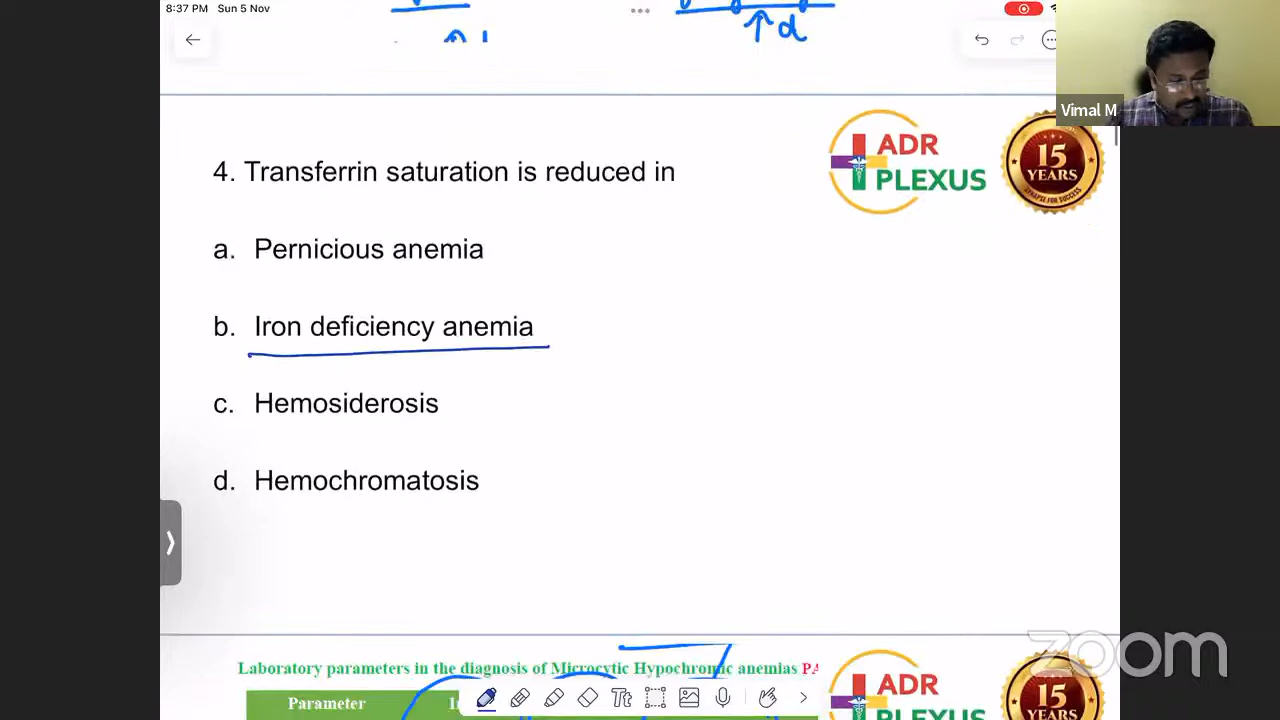 8:37 PM Sun 5 Nov
↑ d
Vimal M
4. Transferrin saturation is reduced in
ADR
PLEXUS
15
YEARS
a. Pernicious anemia
b. Iron deficiency anemia
c. Hemosiderosis
d. Hemochromatosis
zoom
Laboratory parameters in the diagnosis of Microcytic Hypochromic anemias
Parameter
Tt
ADR
PLEXUS
15
YEARS